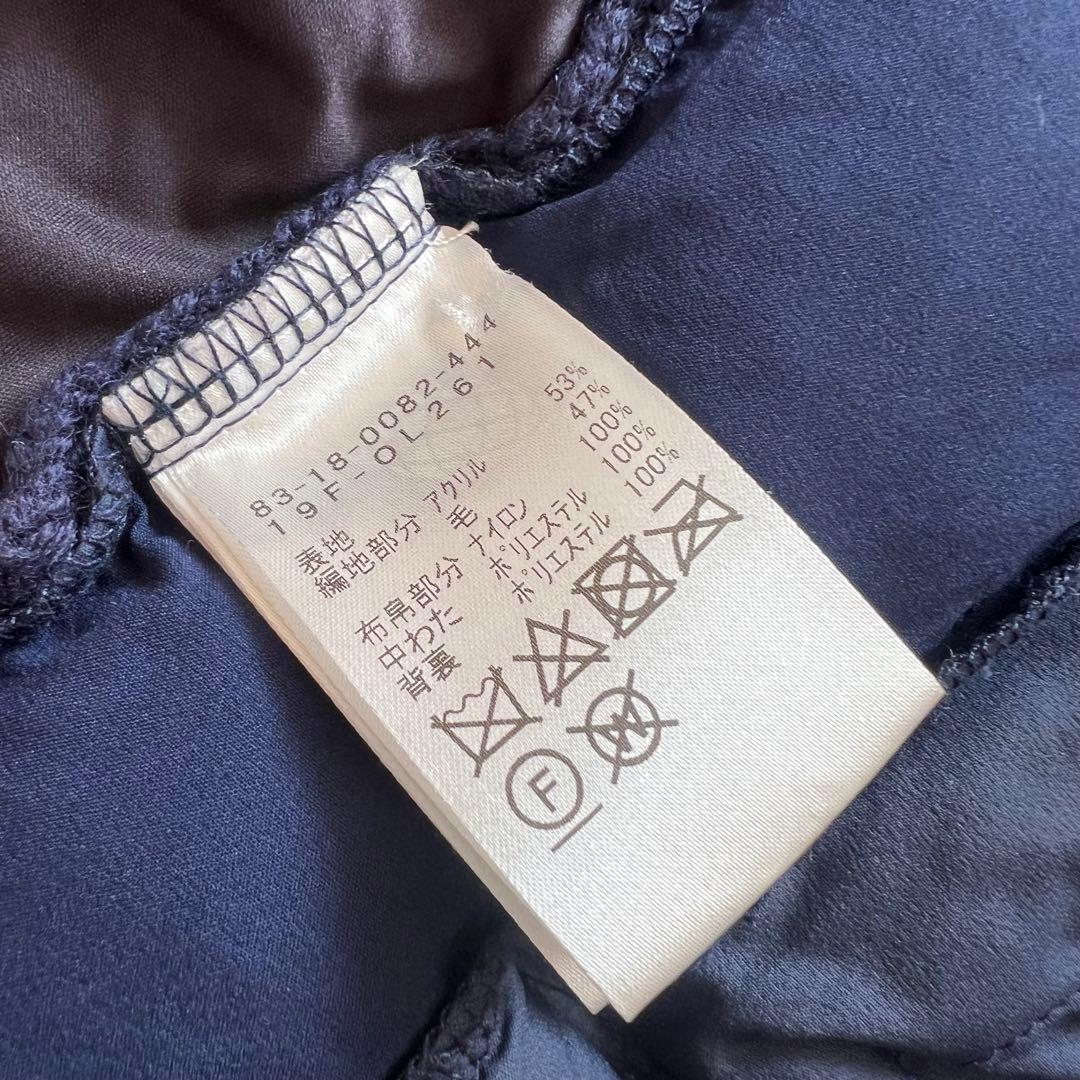 83-18-0082-444
19F-OL261
表地
編地部分 アクリル 53%
毛 47%
布帛部分 ナイロン 100%
中わた ポリエステル 100%
背裏 ポリエステル 100%
F
W